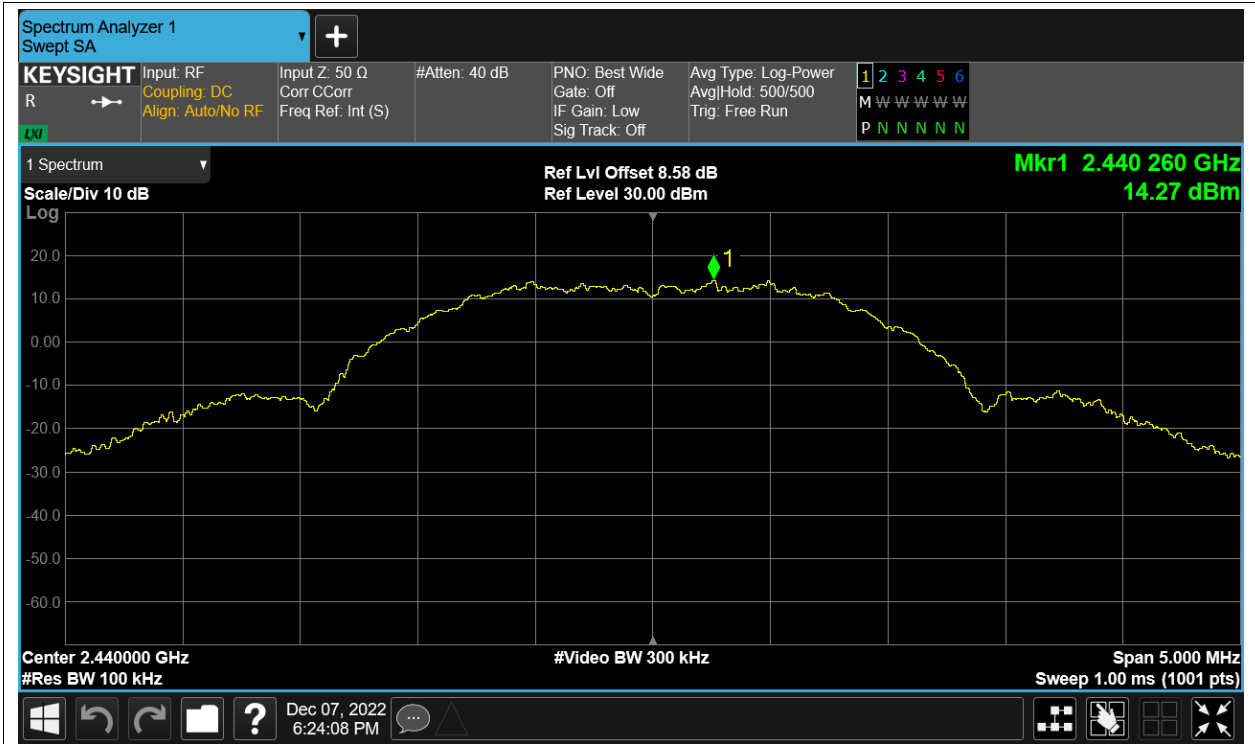 Spectrum Analyzer 1
Swept SA
KEYSIGHT
R
LXI
Input: RF
Coupling: DC
Align: Auto/No RF
Input Z: 50 Ω
Corr CCorr
Freq Ref: Int (S)
#Atten: 40 dB
PNO: Best Wide
Gate: Off
IF Gain: Low
Sig Track: Off
Avg Type: Log-Power
Avg|Hold: 500/500
Trig: Free Run
1 2 3 4 5 6
M W W W W W
P N N N N N
1 Spectrum
Scale/Div 10 dB
Log
Ref Lvl Offset 8.58 dB
Ref Level 30.00 dBm
Mkr1 2.440 260 GHz
14.27 dBm
1
20.0
10.0
0.00
-10.0
-20.0
-30.0
-40.0
-50.0
-60.0
Center 2.440000 GHz
#Res BW 100 kHz
#Video BW 300 kHz
Span 5.000 MHz
Sweep 1.00 ms (1001 pts)
?
Dec 07, 2022
6:24:08 PM